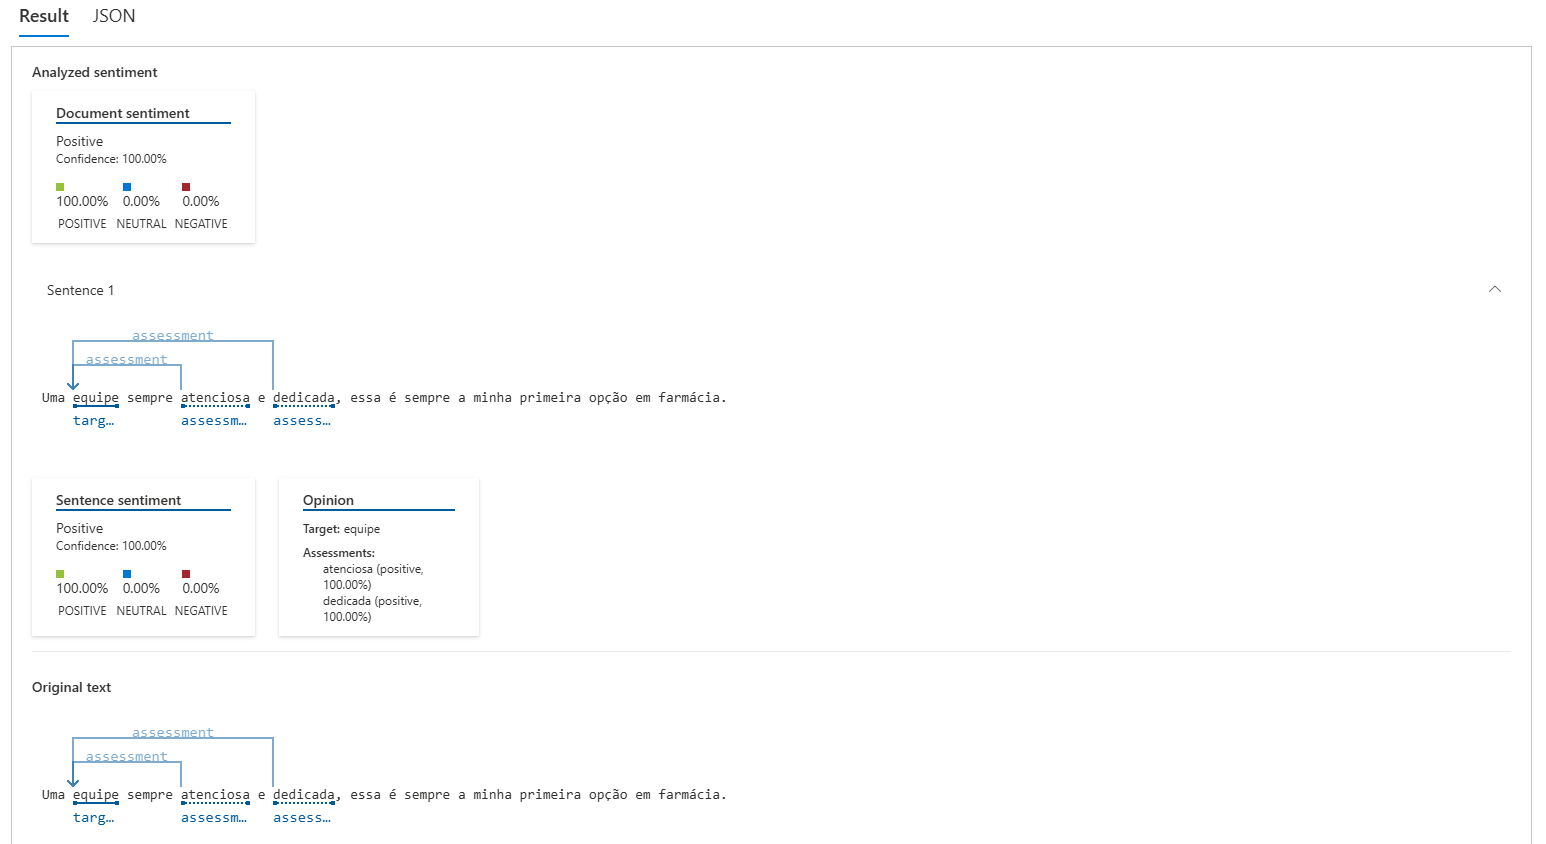 Result JSON
Analyzed sentiment
Document sentiment
Positive
Confidence: 100.00%
100.00% 0.00% 0.00%
POSITIVE NEUTRAL NEGATIVE
Sentence 1
assessment
assessment
Uma equipe sempre atenciosa e dedicada, essa é sempre a minha primeira opção em farmácia.
targ… assessm… assess…
Sentence sentiment
Positive
Confidence: 100.00%
100.00% 0.00% 0.00%
POSITIVE NEUTRAL NEGATIVE
Opinion
Target: equipe
Assessments:
atenciosa (positive,
100.00%)
dedicada (positive,
100.00%)
Original text
assessment
assessment
Uma equipe sempre atenciosa e dedicada, essa é sempre a minha primeira opção em farmácia.
targ… assessm… assess…